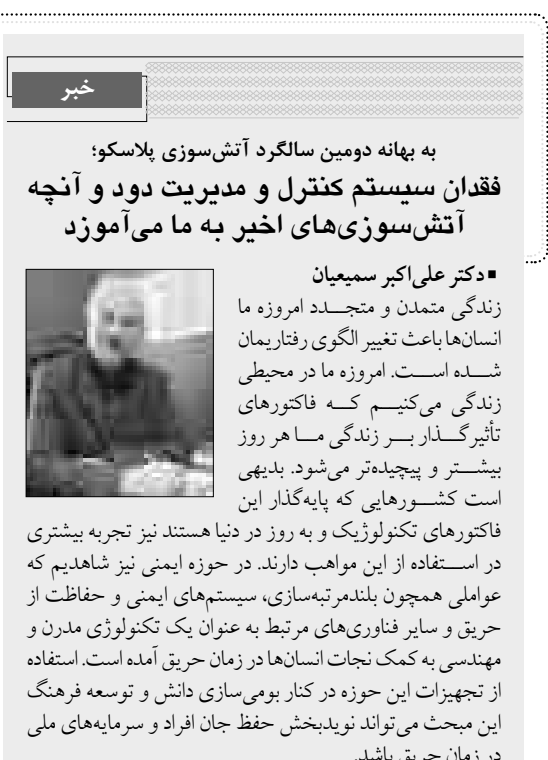 خبر
به بهانه دومین سالگرد آتش‌سوزی پلاسکو؛
فقدان سیستم کنترل و مدیریت دود و آنچه
آتش‌سوزی‌های اخیر به ما می‌آموزد
▪ دکتر علی‌اکبر سمیعیان
زندگی متمدن و متجدد امروزه ما
انسان‌ها باعث تغییر الگوی رفتاریمان
شده است. امروزه ما در محیطی
زندگی می‌کنیم که فاکتورهای
تأثیرگذار بر زندگی ما هر روز
بیشتر و پیچیده‌تر می‌شود. بدیهی
است کشورهایی که پایه‌گذار این
فاکتورهای تکنولوژیک و به روز در دنیا هستند نیز تجربه بیشتری
در استفاده از این مواهب دارند. در حوزه ایمنی نیز شاهدیم که
عواملی همچون بلندمرتبه‌سازی، سیستم‌های ایمنی و حفاظت از
حریق و سایر فناوری‌های مرتبط به عنوان یک تکنولوژی مدرن و
مهندسی به کمک نجات انسان‌ها در زمان حریق آمده است. استفاده
از تجهیزات این حوزه در کنار بومی‌سازی دانش و توسعه فرهنگ
این مبحث می‌تواند نویدبخش حفظ جان افراد و سرمایه‌های ملی
در زمان حریق باشد.